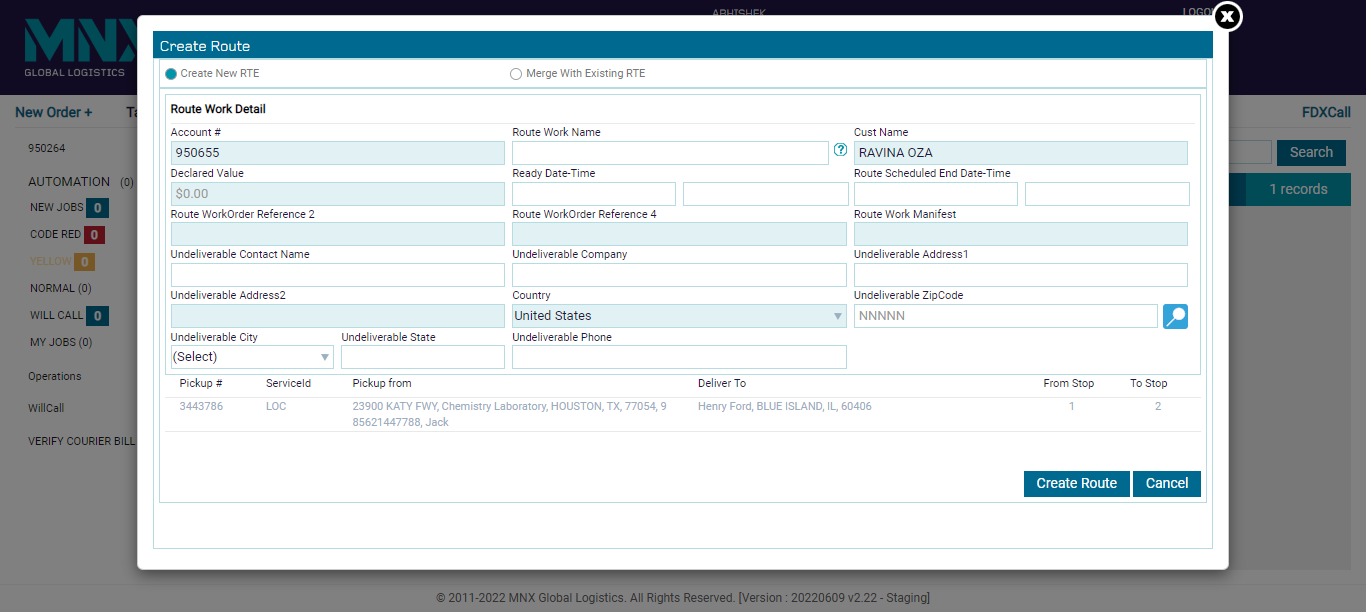 ABHISHEK
MNX
GLOBAL LOGISTICS
Create Route
Create New RTE Merge With Existing RTE
New Order +
FDXCall
Route Work Detail
Account # Route Work Name Cust Name
950655 RAVINA OZA
Declared Value Ready Date-Time Route Scheduled End Date-Time
$0.00
Route WorkOrder Reference 2 Route WorkOrder Reference 4 Route Work Manifest
Undeliverable Contact Name Undeliverable Company Undeliverable Address1
Undeliverable Address2 Country Undeliverable ZipCode
United States NNNNN
Undeliverable City Undeliverable State Undeliverable Phone
(Select)
Pickup # ServiceId Pickup from Deliver To From Stop To Stop
3443786 LOC 23900 KATY FWY, Chemistry Laboratory, HOUSTON, TX, 77054, 9 Henry Ford, BLUE ISLAND, IL, 60406 1 2
85621447788, Jack
Create Route Cancel
950264
Search
AUTOMATION (0)
1 records
NEW JOBS 0
CODE RED 0
YELLOW 0
NORMAL (0)
WILL CALL 0
MY JOBS (0)
Operations
WillCall
VERIFY COURIER BILL
© 2011-2022 MNX Global Logistics. All Rights Reserved. [Version : 20220609 v2.22 - Staging]